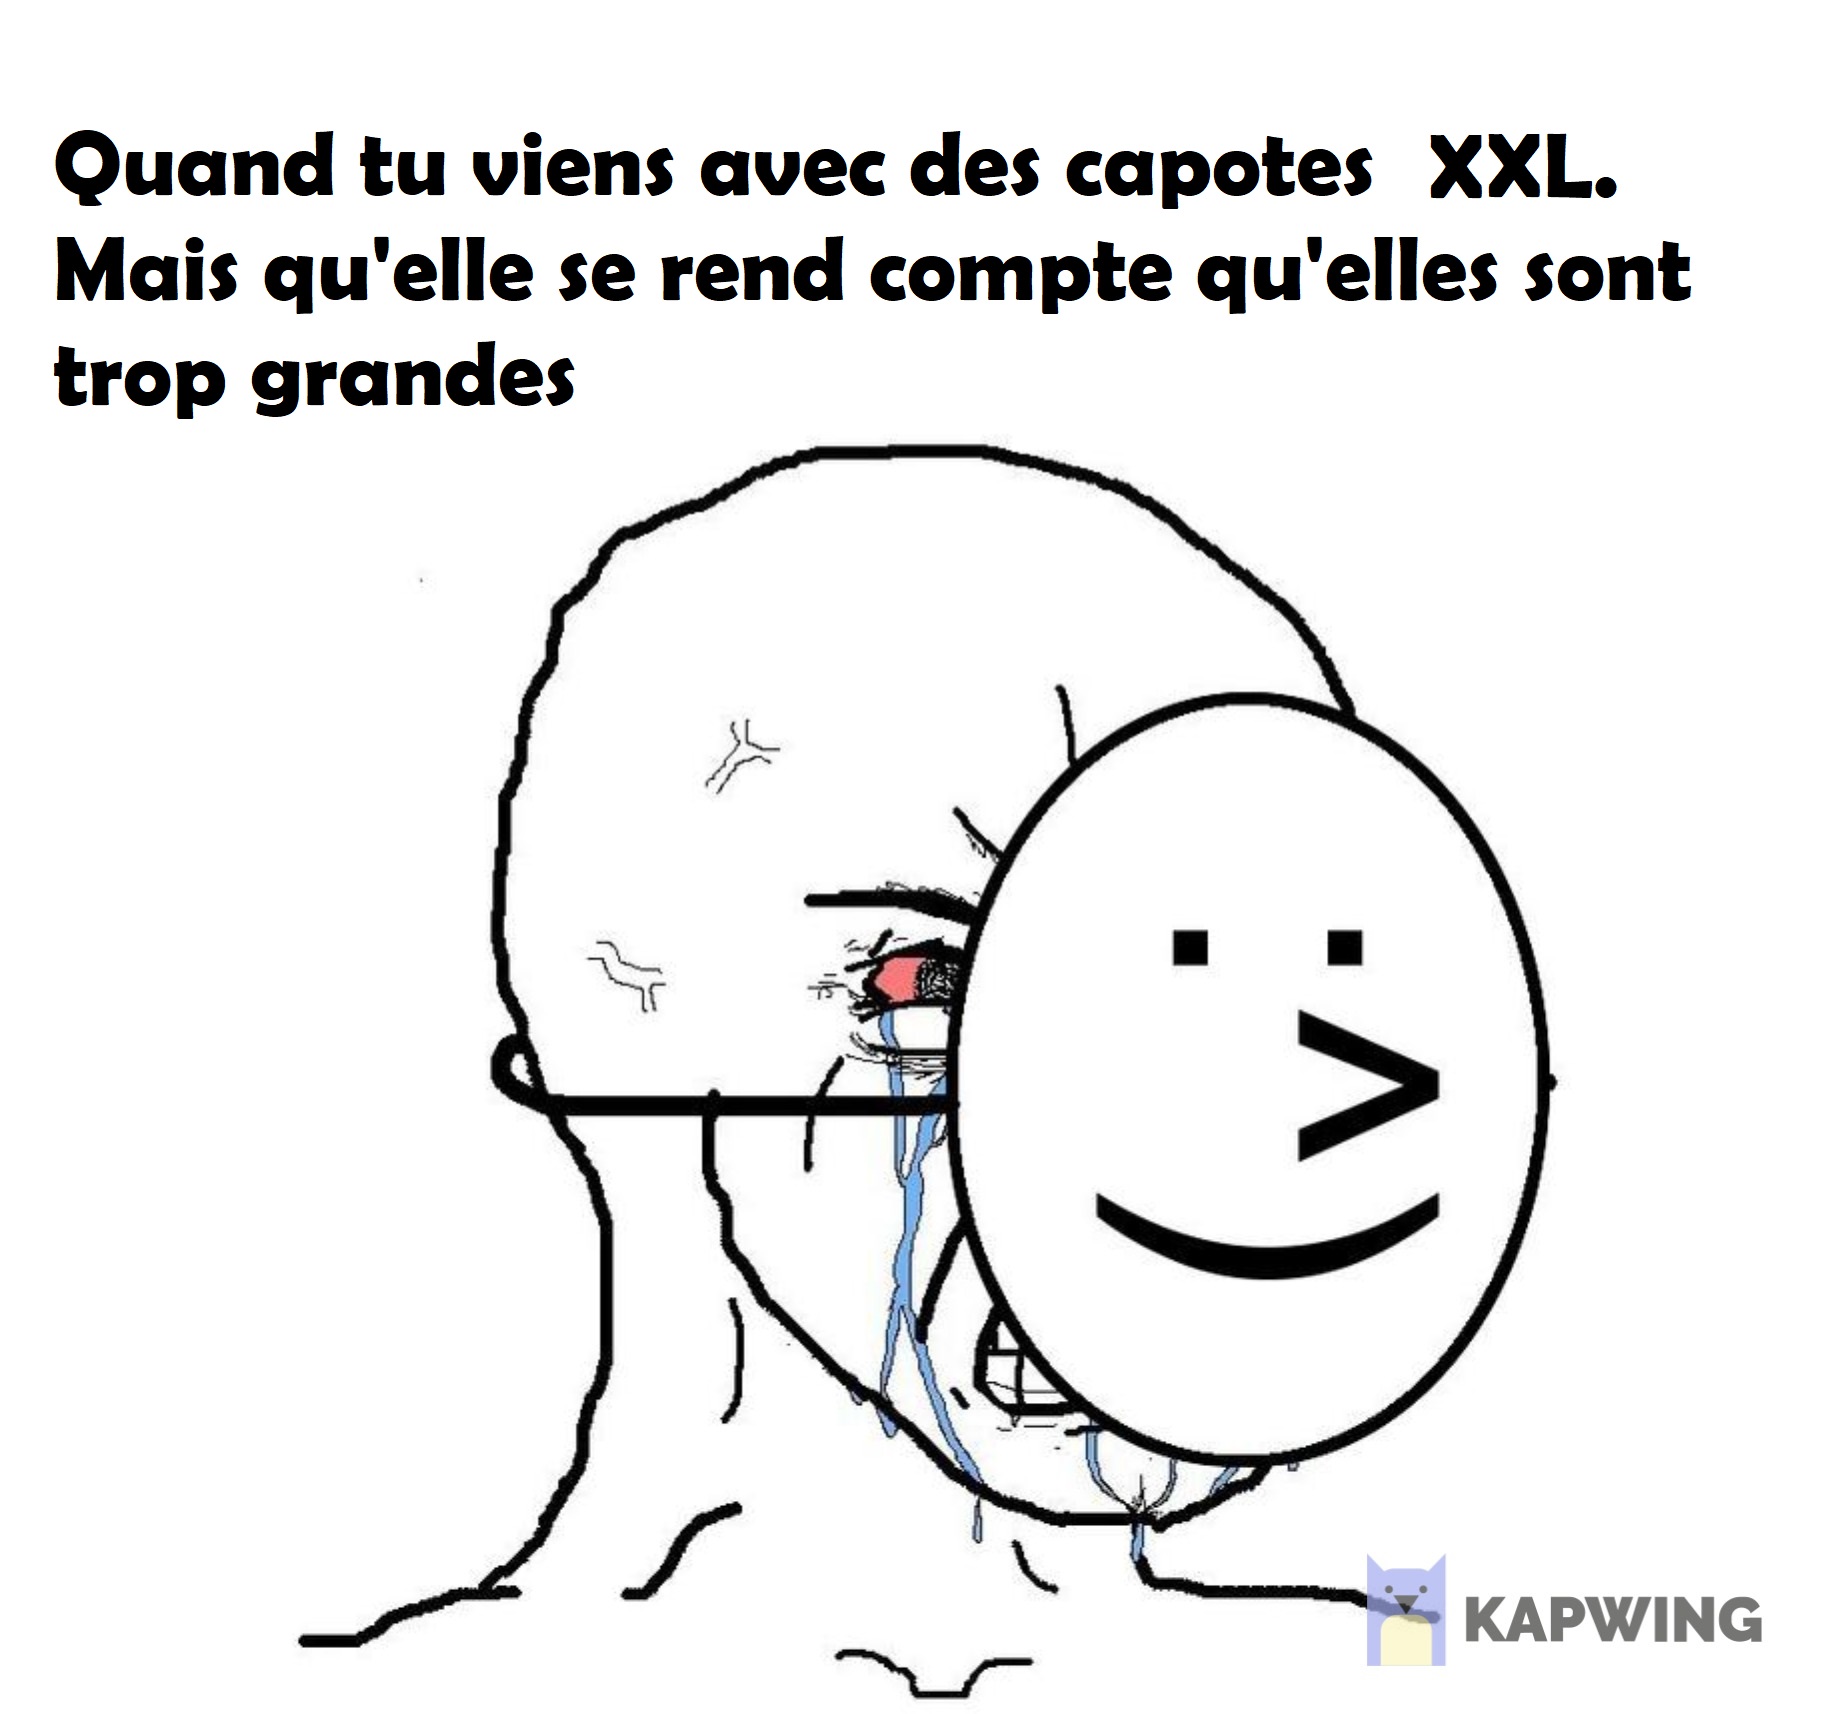 Quand tu viens avec des capotes XXL.
Mais qu'elle se rend compte qu'elles sont
trop grandes
KAPWING